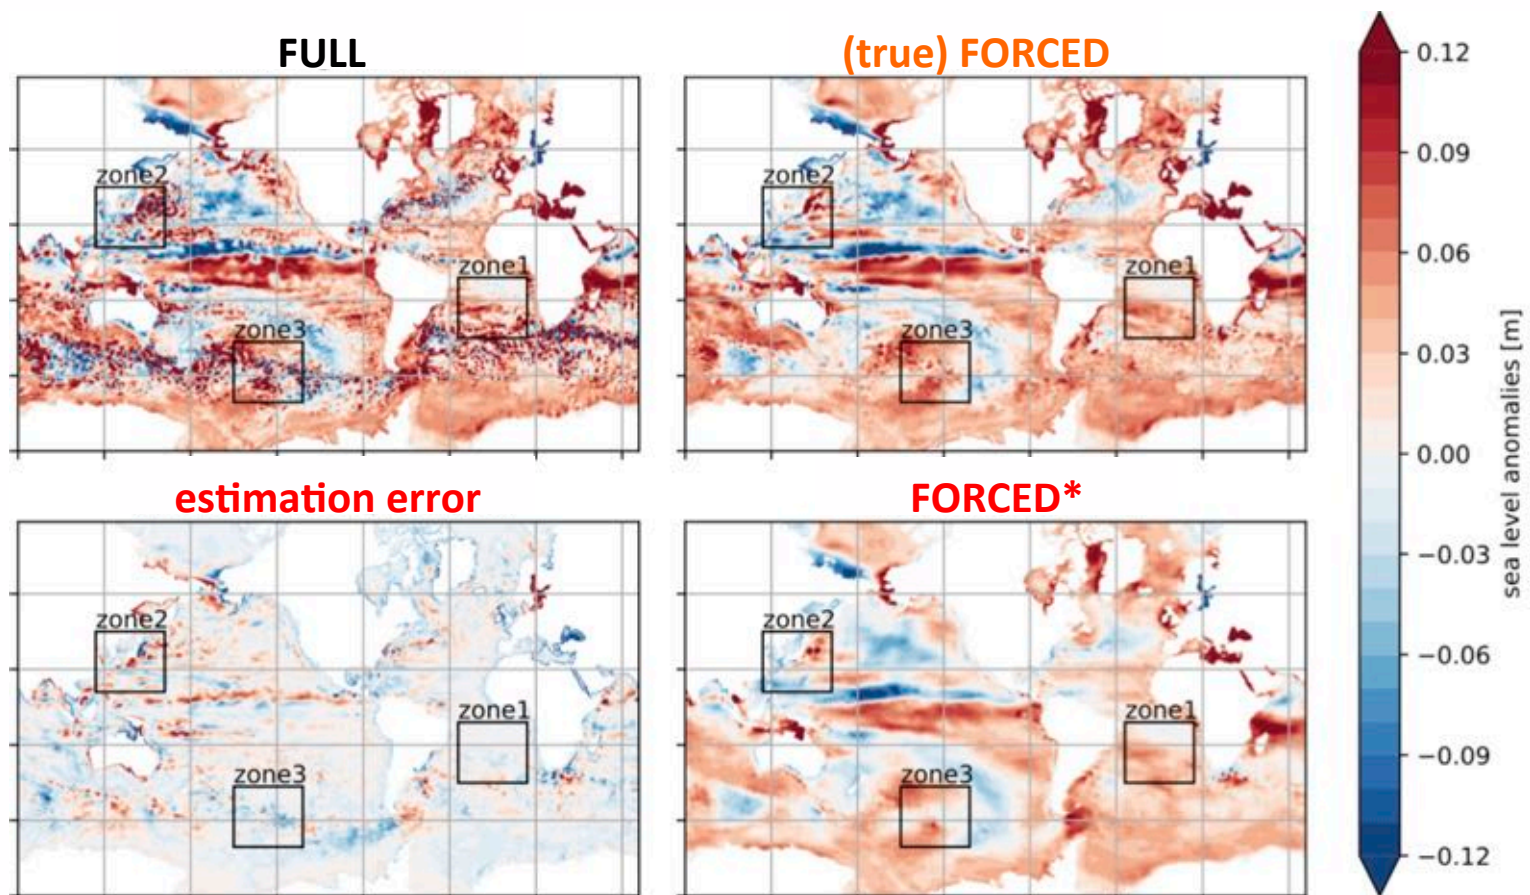 FULL
(true) FORCED
zone2
zone1
zone3
zone2
zone1
zone3
estimation error
FORCED*
zone2
zone1
zone3
zone2
zone1
zone3
0.12
0.09
0.06
0.03
0.00
−0.03
−0.06
−0.09
−0.12
sea level anomalies [m]